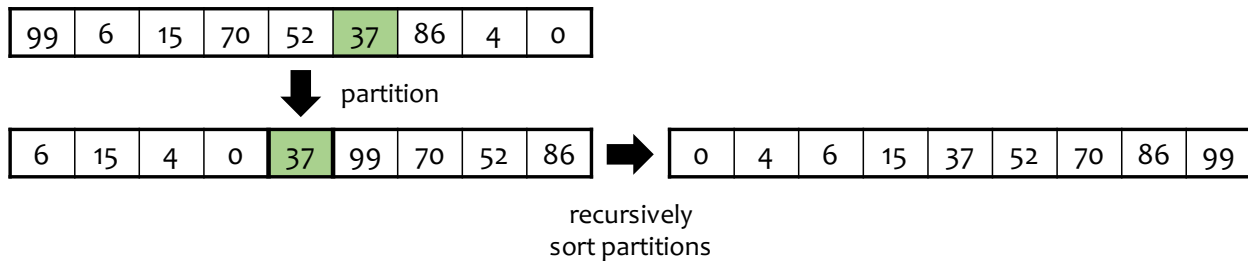 99 6 15 70 52 37 86 4 0
partition
6 15 4 0 37 99 70 52 86
0 4 6 15 37 52 70 86 99
recursively
sort partitions